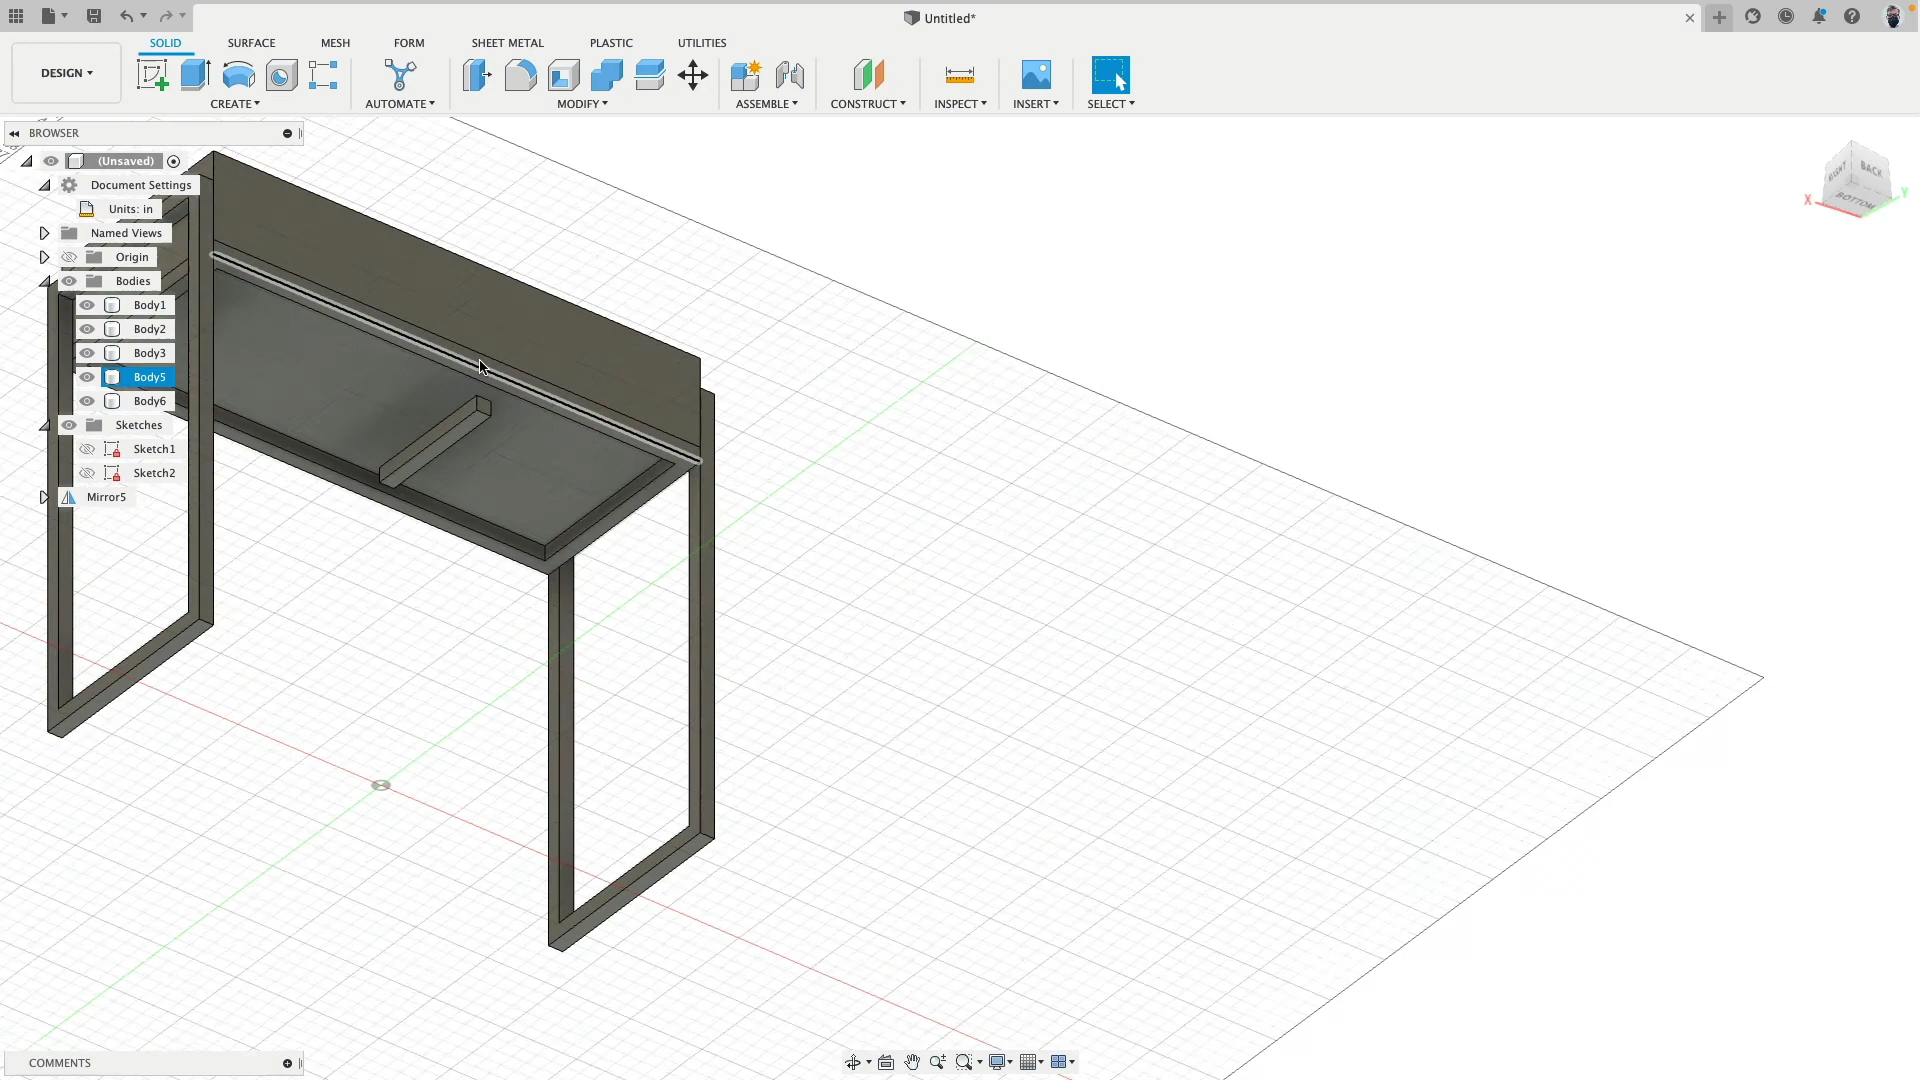 Untitled*
DESIGN
SOLID
SURFACE
MESH
FORM
SHEET METAL
PLASTIC
UTILITIES
CREATE
AUTOMATE
MODIFY
ASSEMBLE
CONSTRUCT
INSPECT
INSERT
SELECT
BROWSER
(Unsaved)
Document Settings
Units: in
Named Views
Origin
Bodies
Body1
Body2
Body3
Body5
Body6
Sketches
Sketch1
Sketch2
Mirror5
RIGHT
BACK
BOTTOM
X
Y
COMMENTS